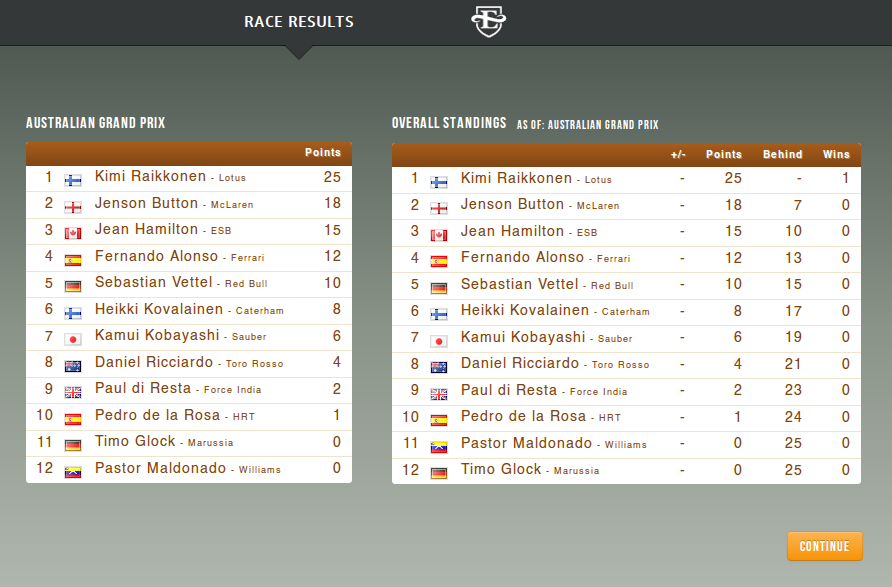 RACE RESULTS
E
AUSTRALIAN GRAND PRIX
Points
1 Kimi Raikkonen - Lotus 25
2 Jenson Button - McLaren 18
3 Jean Hamilton - ESB 15
4 Fernando Alonso - Ferrari 12
5 Sebastian Vettel - Red Bull 10
6 Heikki Kovalainen - Caterham 8
7 Kamui Kobayashi - Sauber 6
8 Daniel Ricciardo - Toro Rosso 4
9 Paul di Resta - Force India 2
10 Pedro de la Rosa - HRT 1
11 Timo Glock - Marussia 0
12 Pastor Maldonado - Williams 0
OVERALL STANDINGS AS OF: AUSTRALIAN GRAND PRIX
+/- Points Behind Wins
1 Kimi Raikkonen - Lotus - 25 - 1
2 Jenson Button - McLaren - 18 7 0
3 Jean Hamilton - ESB - 15 10 0
4 Fernando Alonso - Ferrari - 12 13 0
5 Sebastian Vettel - Red Bull - 10 15 0
6 Heikki Kovalainen - Caterham - 8 17 0
7 Kamui Kobayashi - Sauber - 6 19 0
8 Daniel Ricciardo - Toro Rosso - 4 21 0
9 Paul di Resta - Force India - 2 23 0
10 Pedro de la Rosa - HRT - 1 24 0
11 Pastor Maldonado - Williams - 0 25 0
12 Timo Glock - Marussia - 0 25 0
CONTINUE